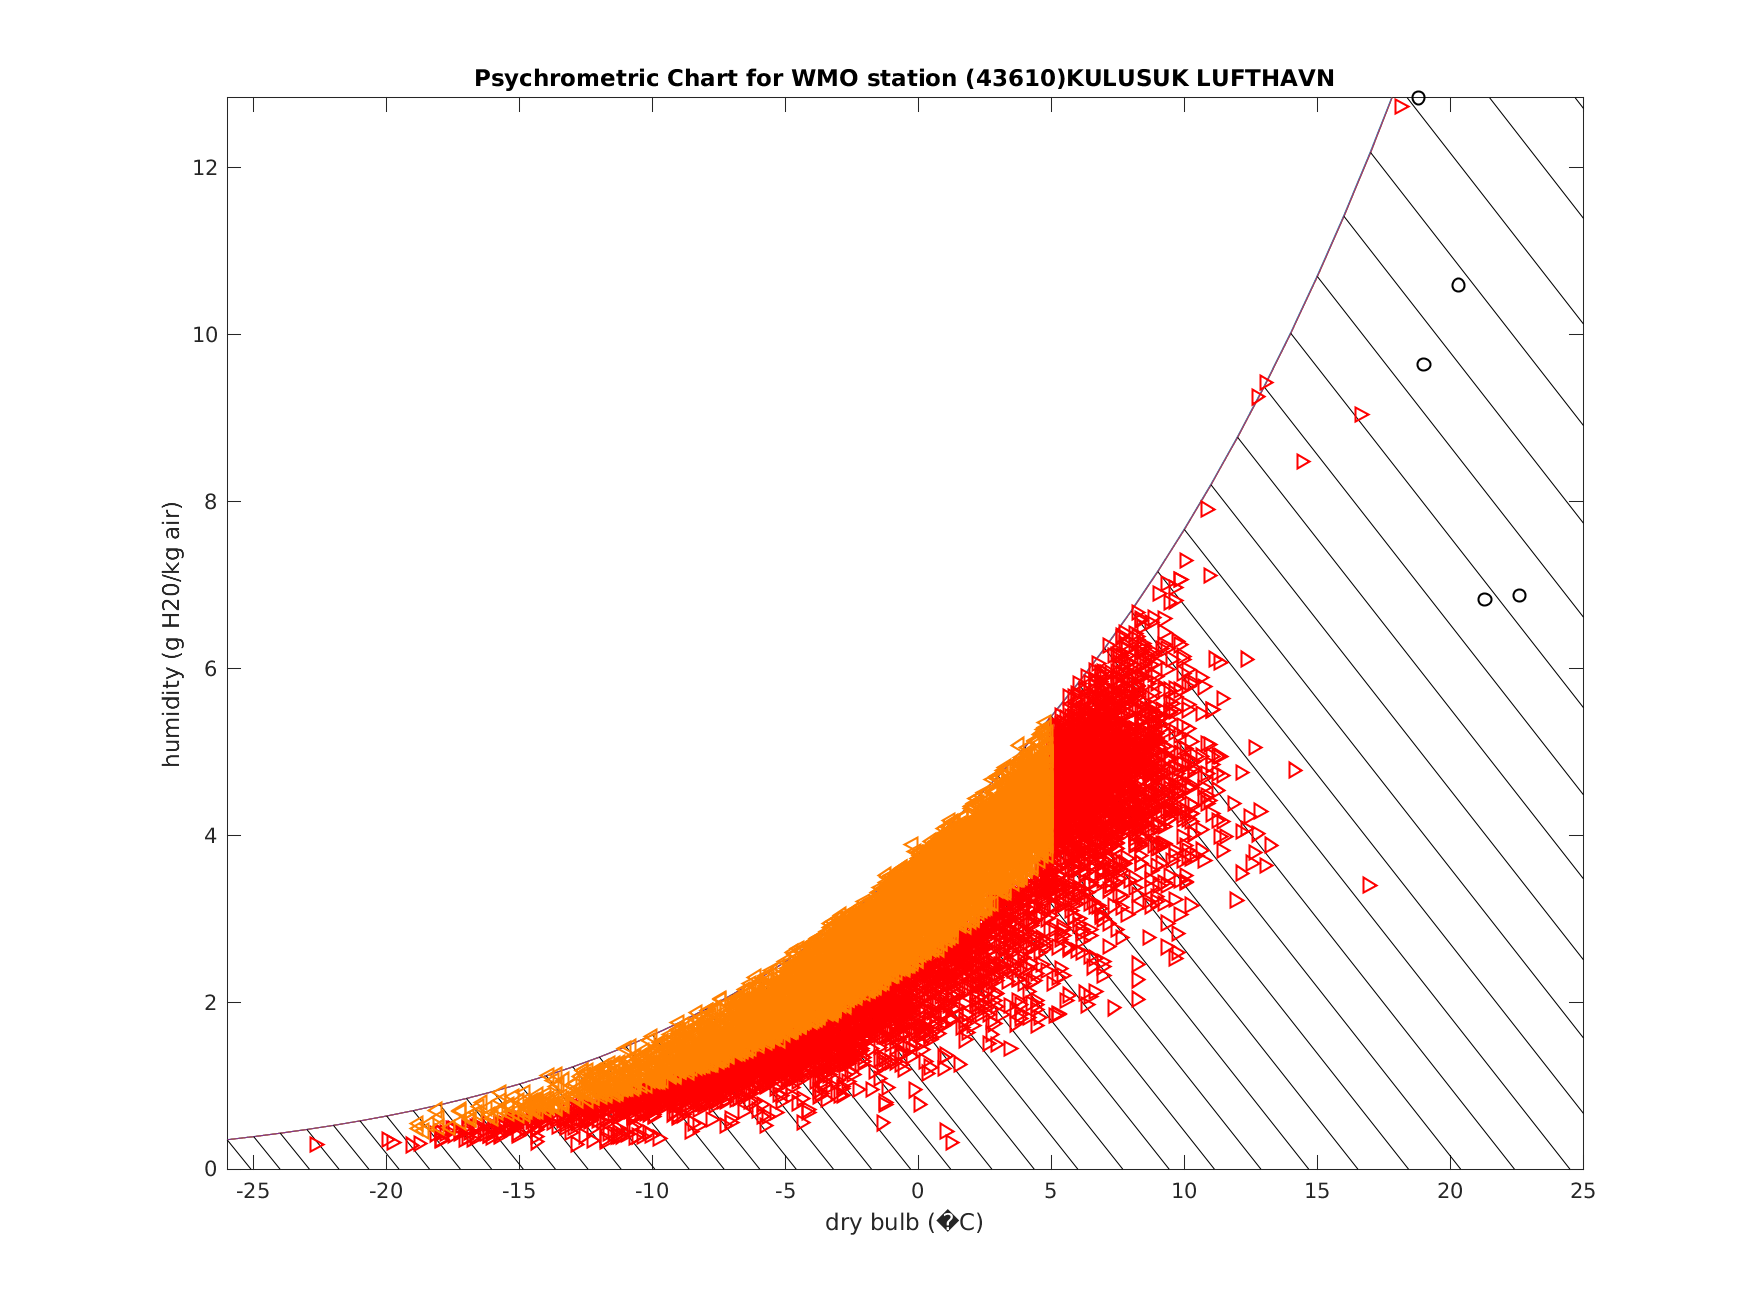 Psychrometric Chart for WMO station (43610)KULUSUK LUFTHAVN
12
10
8
6
4
2
0
humidity (g H20/kg air)
-25 -20 -15 -10 -5 0 5 10 15 20 25
dry bulb (�C)